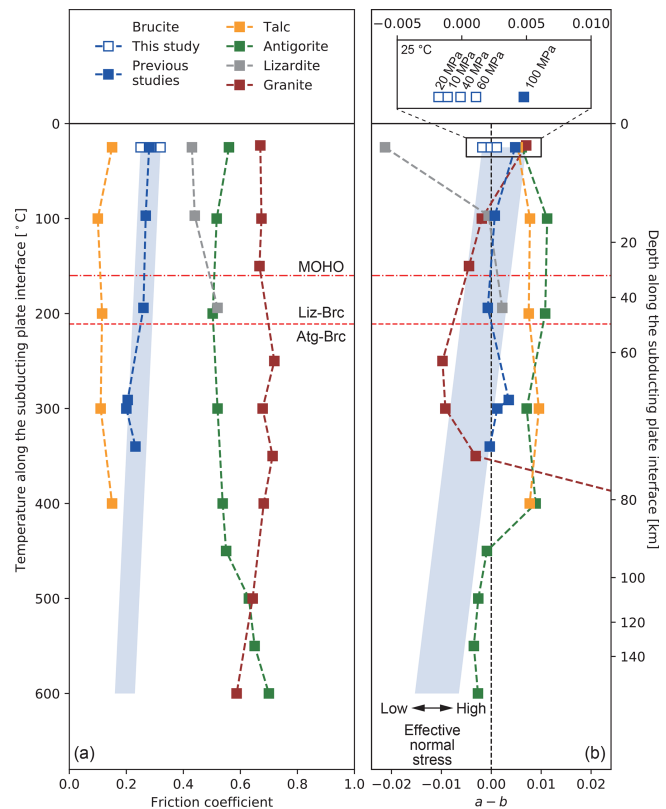 Brucite
This study
Previous
studies
Talc
Antigorite
Lizardite
Granite
−0.005 0.000 0.005 0.010
25 °C
20 MPa
10 MPa
40 MPa
60 MPa
100 MPa
0
100
200
300
400
500
600
Temperature along the subducting plate interface [°C]
MOHO
Liz-Brc
Atg-Brc
(a)
0.0 0.2 0.4 0.6 0.8 1.0
Friction coefficient
0
20
40
60
80
100
120
140
Depth along the subducting plate interface [km]
Low High
Effective
normal
stress
(b)
−0.02 −0.01 0.00 0.01 0.02
a − b